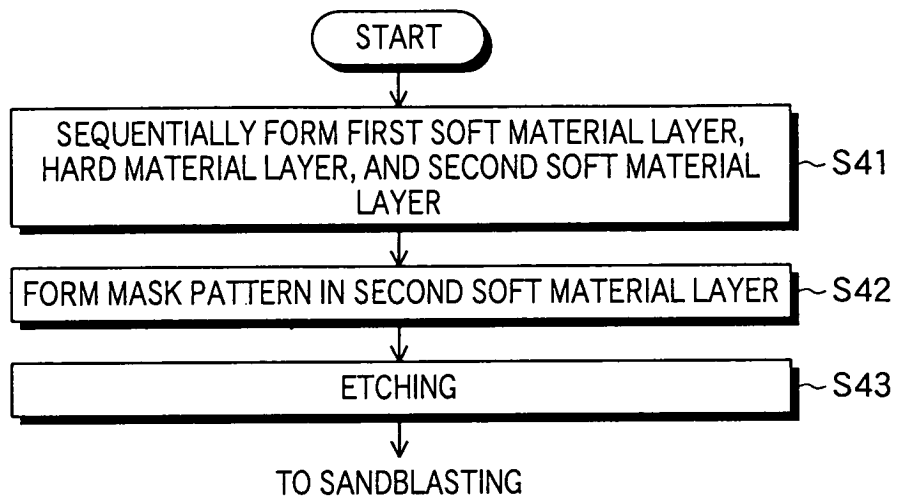 START
SEQUENTIALLY FORM FIRST SOFT MATERIAL LAYER,
HARD MATERIAL LAYER, AND SECOND SOFT MATERIAL
LAYER
S41
FORM MASK PATTERN IN SECOND SOFT MATERIAL LAYER
S42
ETCHING
S43
TO SANDBLASTING